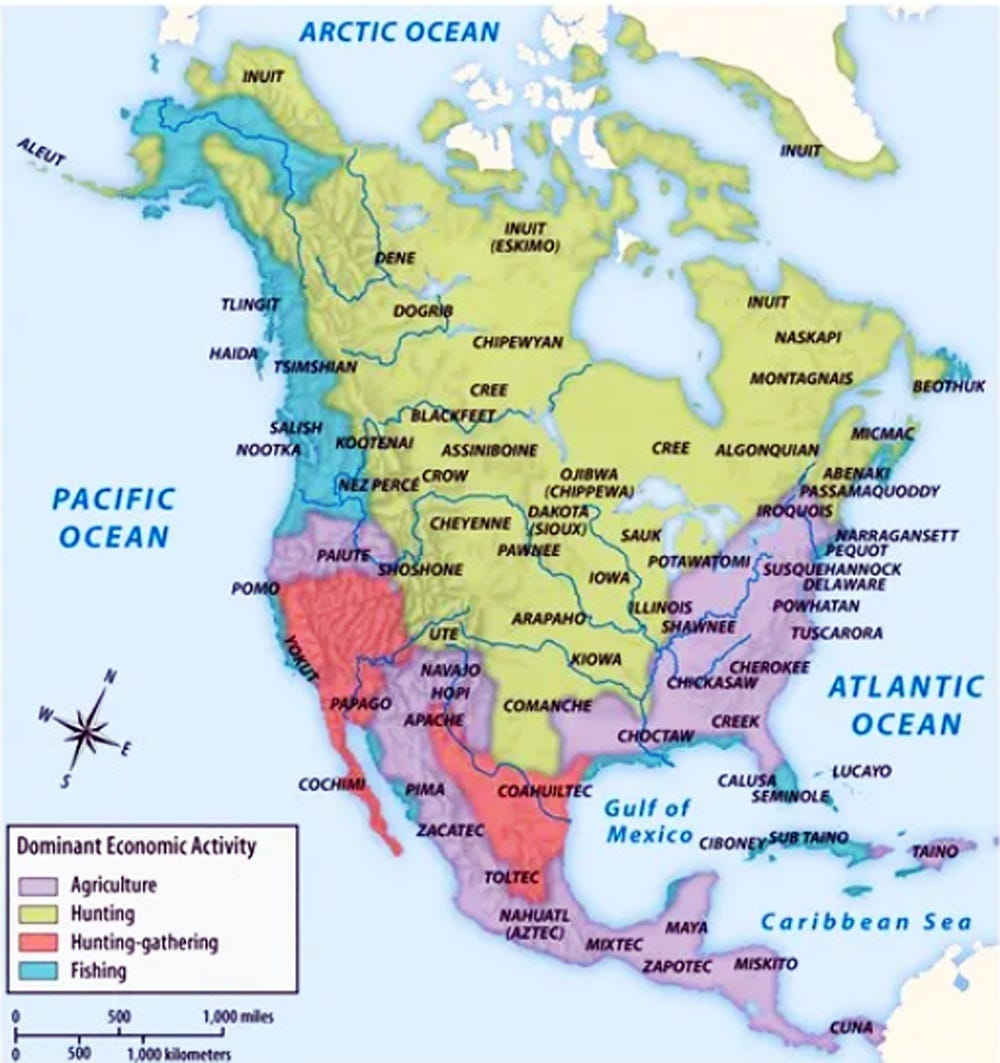 ARCTIC OCEAN
INUIT
ALEUT
INUIT
INUIT
(ESKIMO)
DENE
TLINGIT
DOGRIB
INUIT
HAIDA
CHIPEWYAN
NASKAPI
TSIMSHIAN
CREE
MONTAGNAIS
BEOTHUK
BLACKFEET
SALISH
KOOTENAI
MICMAC
NOOTKA
ASSINIBOINE
CREE
ALGONQUIAN
NEZ PERCÉ
CROW
OJIBWA
(CHIPPEWA)
ABENAKI
PASSAMAQUODDY
PACIFIC
OCEAN
CHEYENNE
DAKOTA
(SIOUX)
IROQUOIS
SAUK
NARRAGANSETT
PAIUTE
PAWNEE
PEQUOT
SHOSHONE
POTAWATOMI
SUSQUEHANNOCK
POMO
IOWA
DELAWARE
ILLINOIS
POWHATAN
ARAPAHO
SHAWNEE
UTE
TUSCARORA
YOKUT
KIOWA
NAVAJO
CHEROKEE
CHICKASAW
HOPI
PAPAGO
COMANCHE
ATLANTIC
OCEAN
APACHE
CREEK
CHOCTAW
N
W
E
S
COCHIMI
PIMA
COAHUILTEC
CALUSA
LUCAYO
SEMINOLE
Gulf of
Mexico
ZACATEC
CIBONEY
SUB TAINO
TAINO
TOLTEC
NAHUATL
(AZTEC)
MAYA
Caribbean Sea
MIXTEC
ZAPOTEC
MISKITO
CUNA
Dominant Economic Activity
Agriculture
Hunting
Hunting-gathering
Fishing
0 500 1,000 miles
0 500 1,000 kilometers